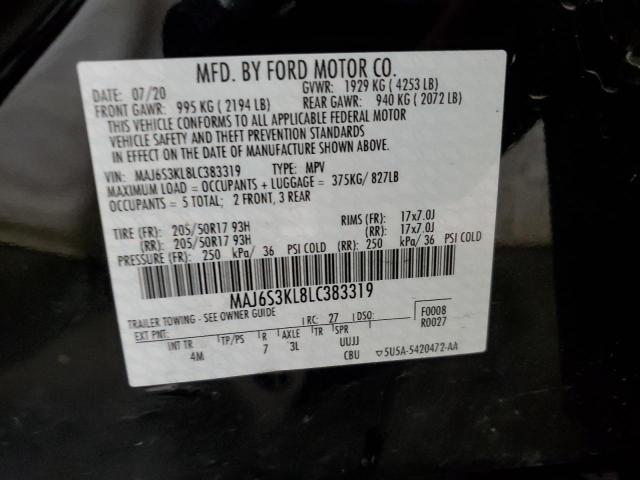 MFD. BY FORD MOTOR CO.
DATE: 07/20 GVWR: 1929 KG ( 4253 LB)
FRONT GAWR: 995 KG ( 2194 LB) REAR GAWR: 940 KG ( 2072 LB)
THIS VEHICLE CONFORMS TO ALL APPLICABLE FEDERAL MOTOR
VEHICLE SAFETY AND THEFT PREVENTION STANDARDS
IN EFFECT ON THE DATE OF MANUFACTURE SHOWN ABOVE.
VIN: MAJ6S3KL8LC383319 TYPE: MPV
MAXIMUM LOAD = OCCUPANTS + LUGGAGE = 375KG/ 827LB
OCCUPANTS = 5 TOTAL; 2 FRONT, 3 REAR
TIRE (FR): 205/50R17 93H RIMS (FR): 17x7.0J
(RR): 205/50R17 93H (RR): 17x7.0J
PRESSURE (FR): 250 kPa/ 36 PSI COLD (RR): 250 kPa/36 PSI COLD
MAJ6S3KL8LC383319
TRAILER TOWING - SEE OWNER GUIDE
EXT PNT: RC: 27 DSO: F0008
R0027
INT TR TP/PS R AXLE TR SPR
4M 7 3L UUJJ
CBU 5U5A-5420472-AA